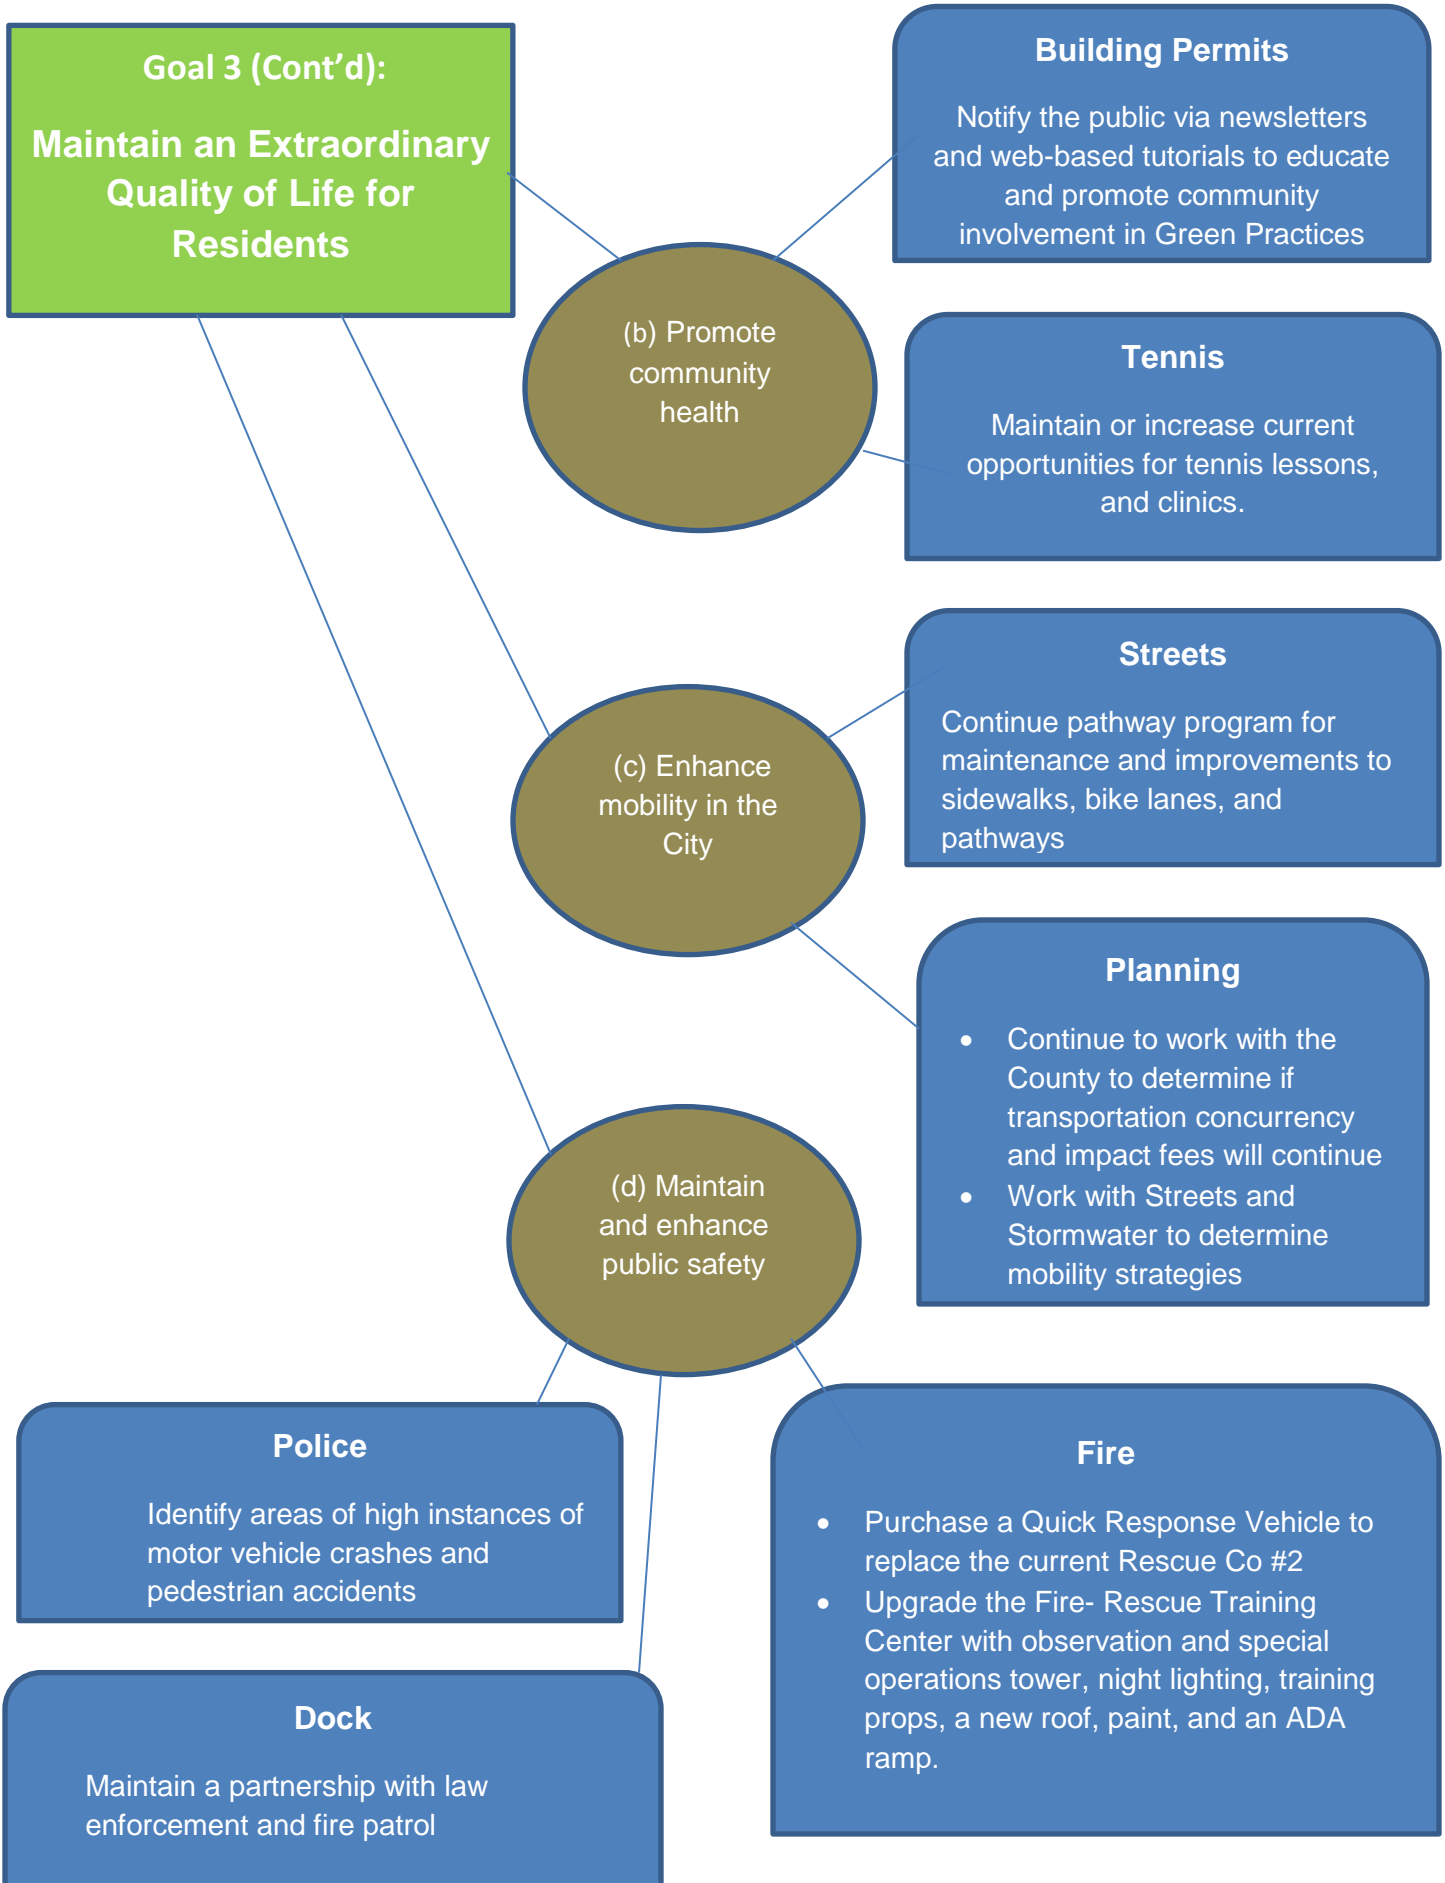 Goal 3 (Cont’d):
Maintain an Extraordinary
Quality of Life for
Residents
Building Permits
Notify the public via newsletters
and web-based tutorials to educate
and promote community
involvement in Green Practices
(b) Promote
community
health
Tennis
Maintain or increase current
opportunities for tennis lessons,
and clinics.
Streets
Continue pathway program for
maintenance and improvements to
sidewalks, bike lanes, and
pathways
(c) Enhance
mobility in the
City
Planning
• Continue to work with the
County to determine if
transportation concurrency
and impact fees will continue
• Work with Streets and
Stormwater to determine
mobility strategies
(d) Maintain
and enhance
public safety
Police
Identify areas of high instances of
motor vehicle crashes and
pedestrian accidents
Fire
• Purchase a Quick Response Vehicle to
replace the current Rescue Co #2
• Upgrade the Fire- Rescue Training
Center with observation and special
operations tower, night lighting, training
props, a new roof, paint, and an ADA
ramp.
Dock
Maintain a partnership with law
enforcement and fire patrol